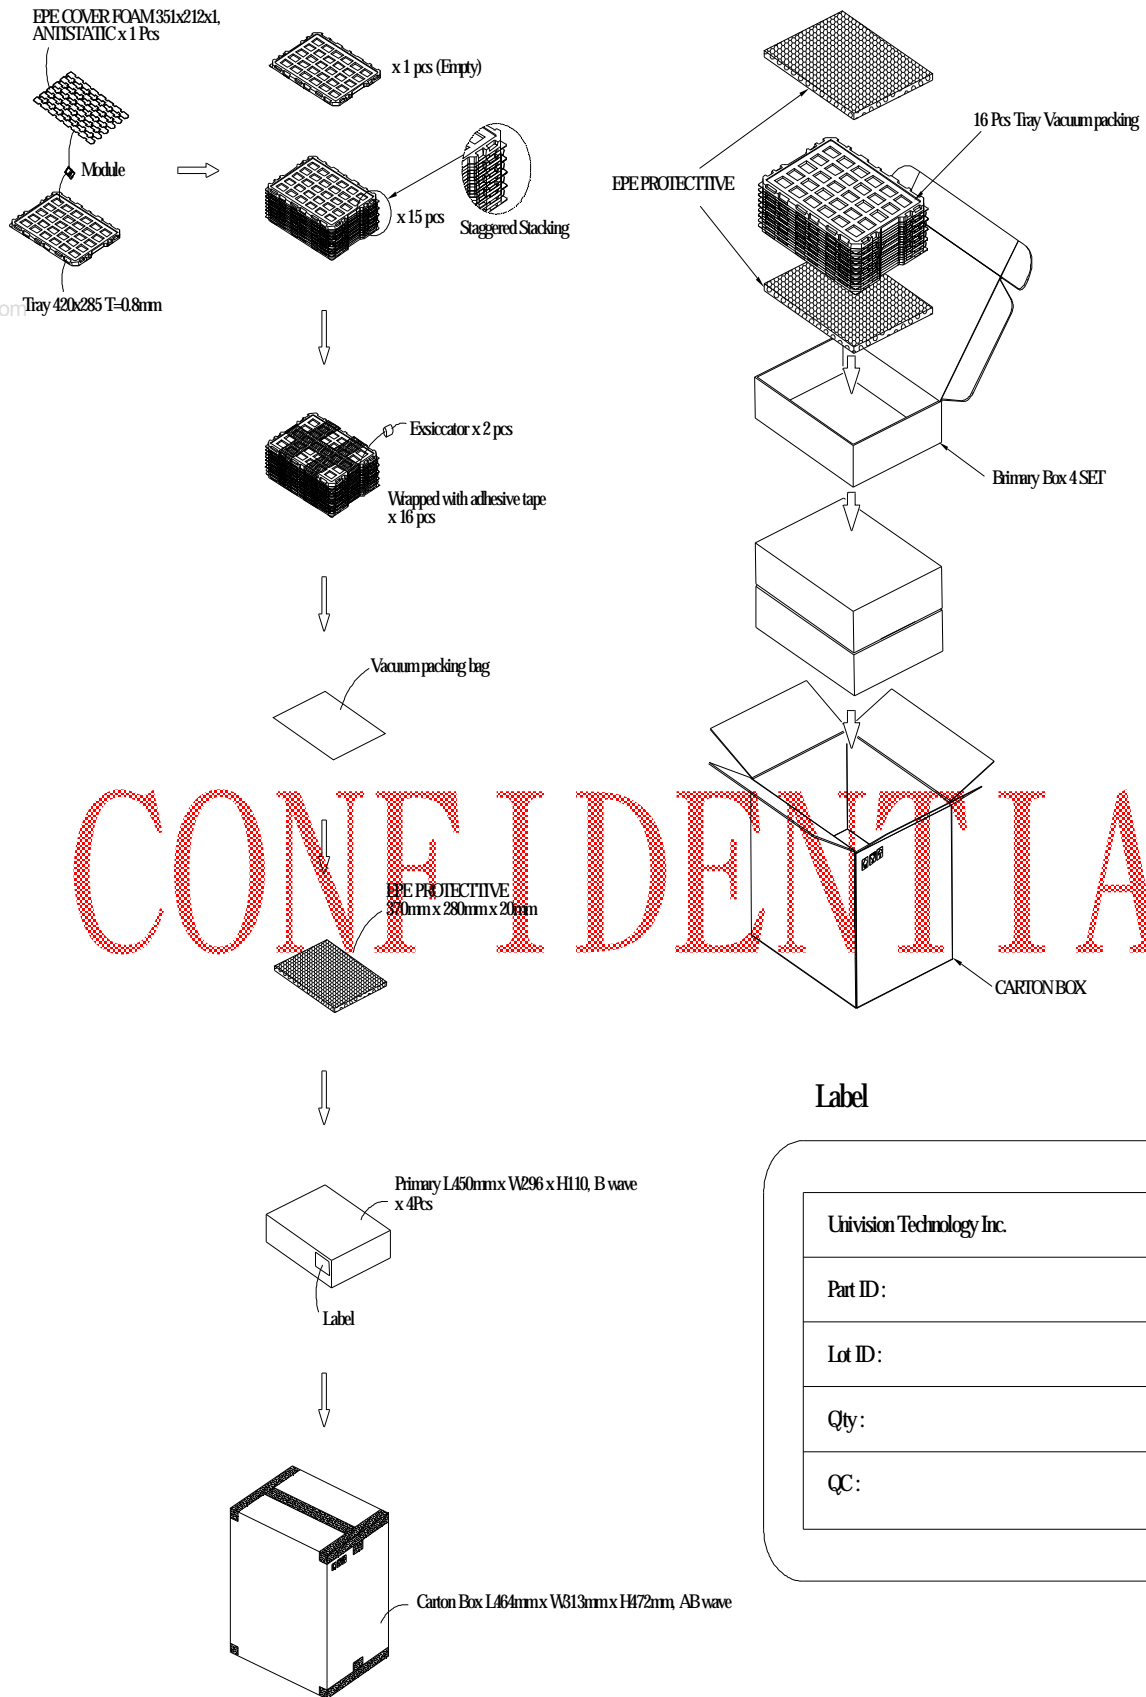 EPE COVER FOAM 351x212x1,
ANTISTATIC x 1 Pcs
x 1 pcs (Empty)
16 Pcs Tray Vacuum packing
Module
EPE PROTECTTIVE
x 15 pcs
Staggered Stacking
om
Tray 420x285 T=0.8mm
Exsiccator x 2 pcs
Wrapped with adhesive tape
x 16 pcs
Brimary Box 4 SET
Vacuum packing bag
CONFIDENTIA
EPE PROTECTTIVE
370mm x 280mm x 20mm
CARTON BOX
Label
Primary L450mm x W296 x H110, B wave
x 4Pcs
Label
Univision Technology Inc.
Part ID :
Lot ID :
Qty :
QC :
Carton Box L464mm x W313mm x H472mm, AB wave